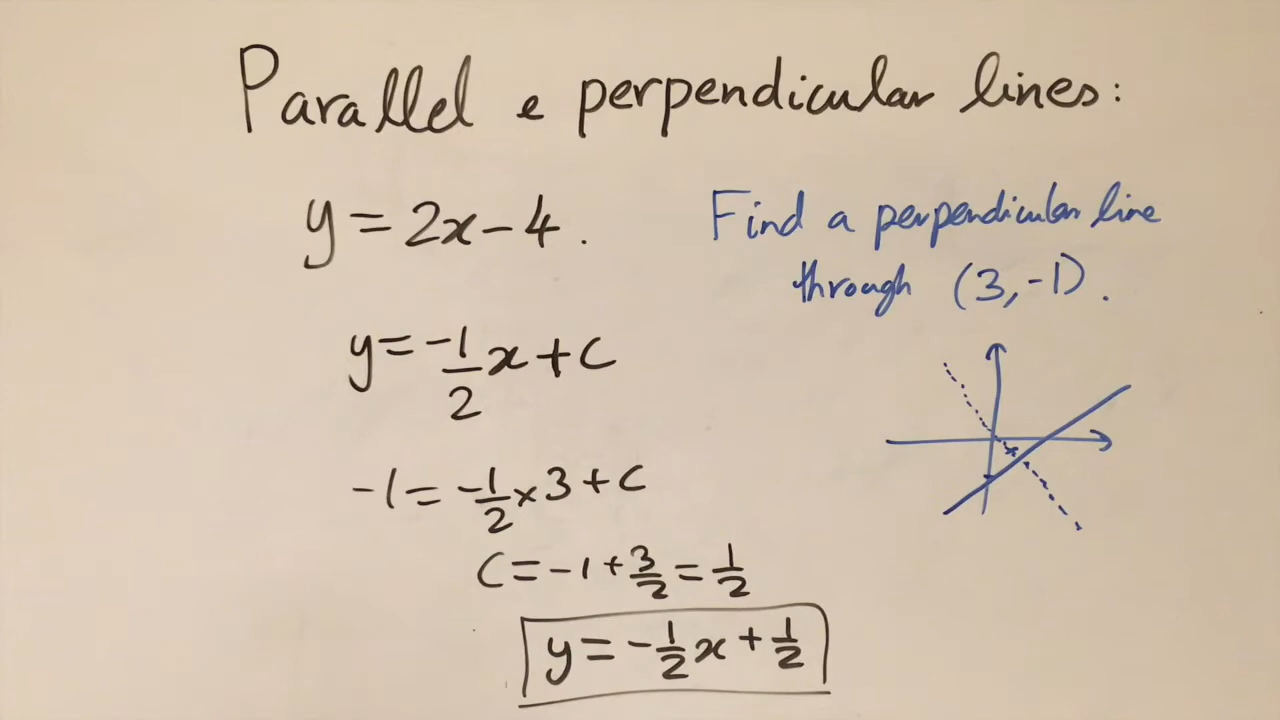 Parallel e perpendicular lines:
y = 2x - 4.
Find a perpendicular line
through (3, -1).
y = -1/2 x + c
-1 = -1/2 × 3 + c
c = -1 + 3/2 = 1/2
y = -1/2 x + 1/2